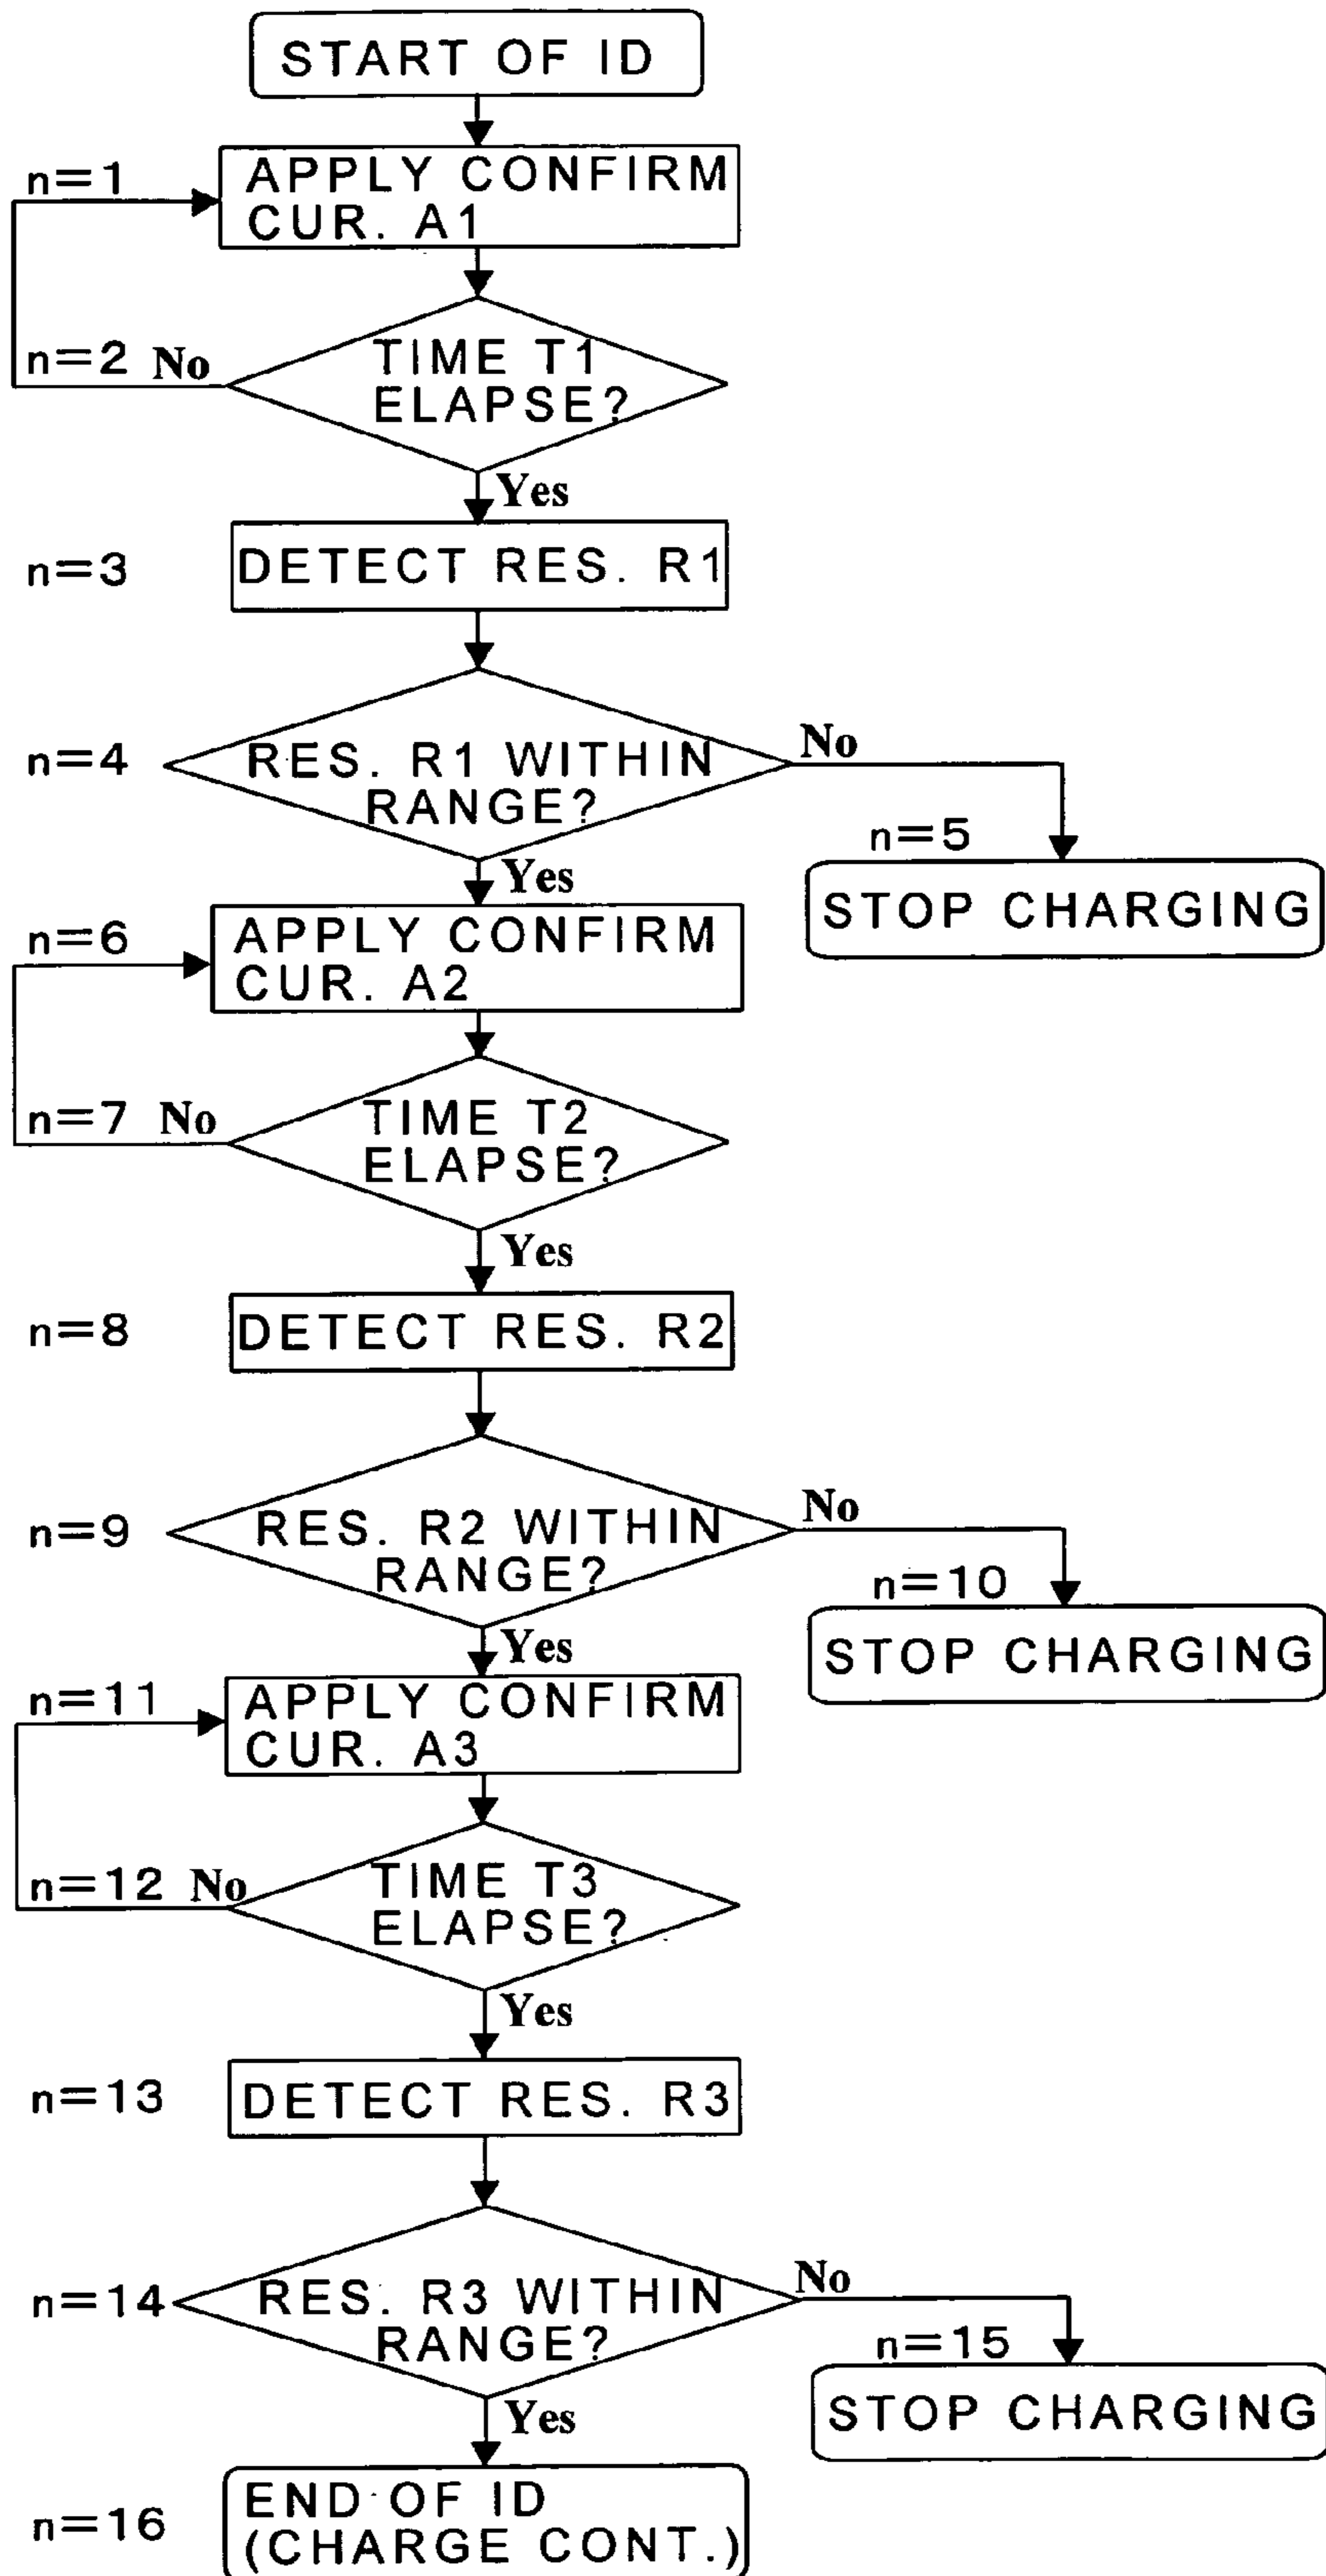 START OF ID
n=1
APPLY CONFIRM
CUR. A1
n=2 No
TIME T1
ELAPSE?
Yes
n=3
DETECT RES. R1
n=4
RES. R1 WITHIN
RANGE?
No
Yes
n=5
STOP CHARGING
n=6
APPLY CONFIRM
CUR. A2
n=7 No
TIME T2
ELAPSE?
Yes
n=8
DETECT RES. R2
n=9
RES. R2 WITHIN
RANGE?
No
Yes
n=10
STOP CHARGING
n=11
APPLY CONFIRM
CUR. A3
n=12 No
TIME T3
ELAPSE?
Yes
n=13
DETECT RES. R3
n=14
RES. R3 WITHIN
RANGE?
No
Yes
n=15
STOP CHARGING
n=16
END OF ID
(CHARGE CONT.)